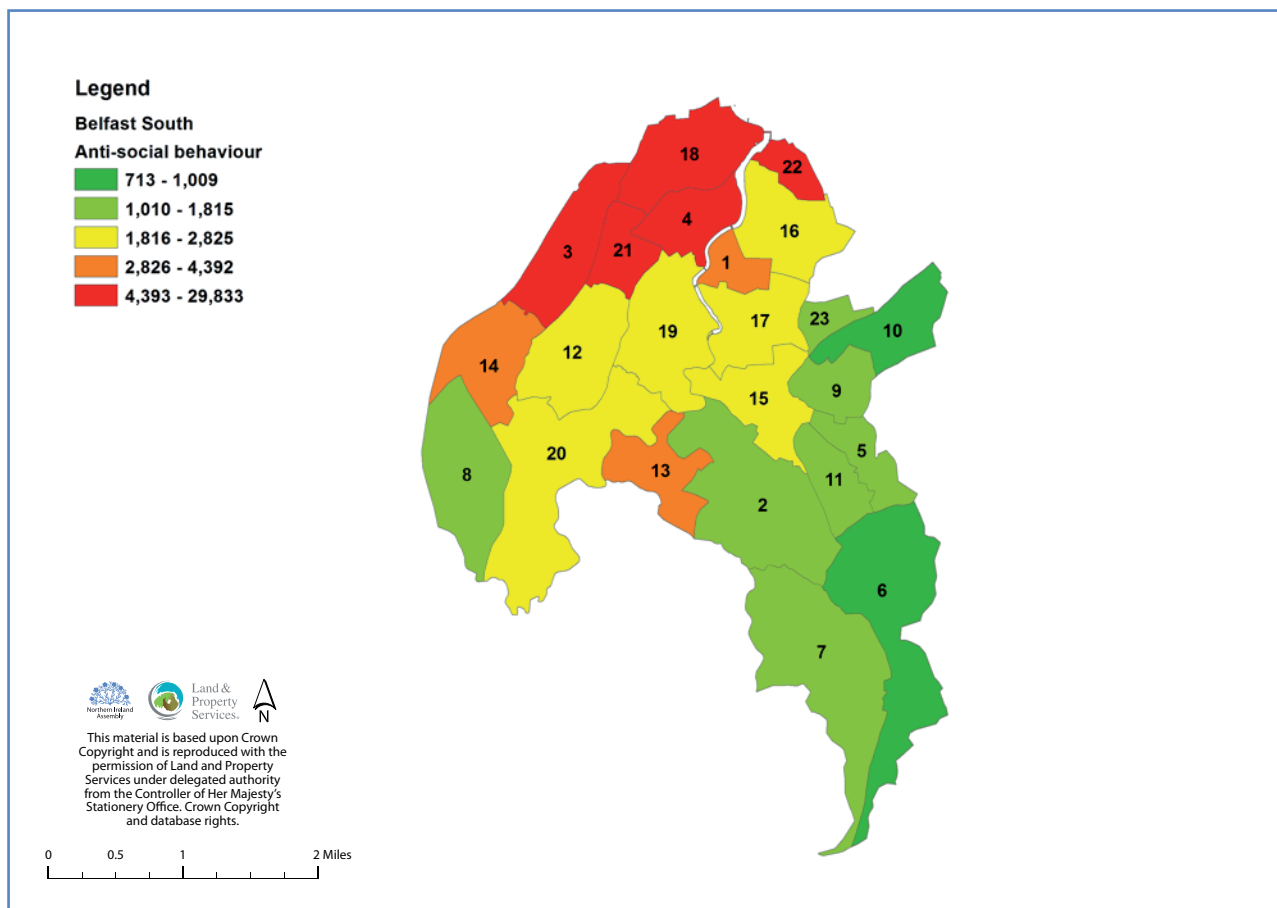 Legend
Belfast South
Anti-social behaviour
713 - 1,009
1,010 - 1,815
1,816 - 2,825
2,826 - 4,392
4,393 - 29,833
18
22
4
16
3
21
1
19
17
23
10
12
14
9
15
5
20
13
8
11
2
6
7
Northern Ireland
Assembly
Land &
Property
Services.
N
This material is based upon Crown
Copyright and is reproduced with the
permission of Land and Property
Services under delegated authority
from the Controller of Her Majesty's
Stationery Office. Crown Copyright
and database rights.
0 0.5 1 2 Miles